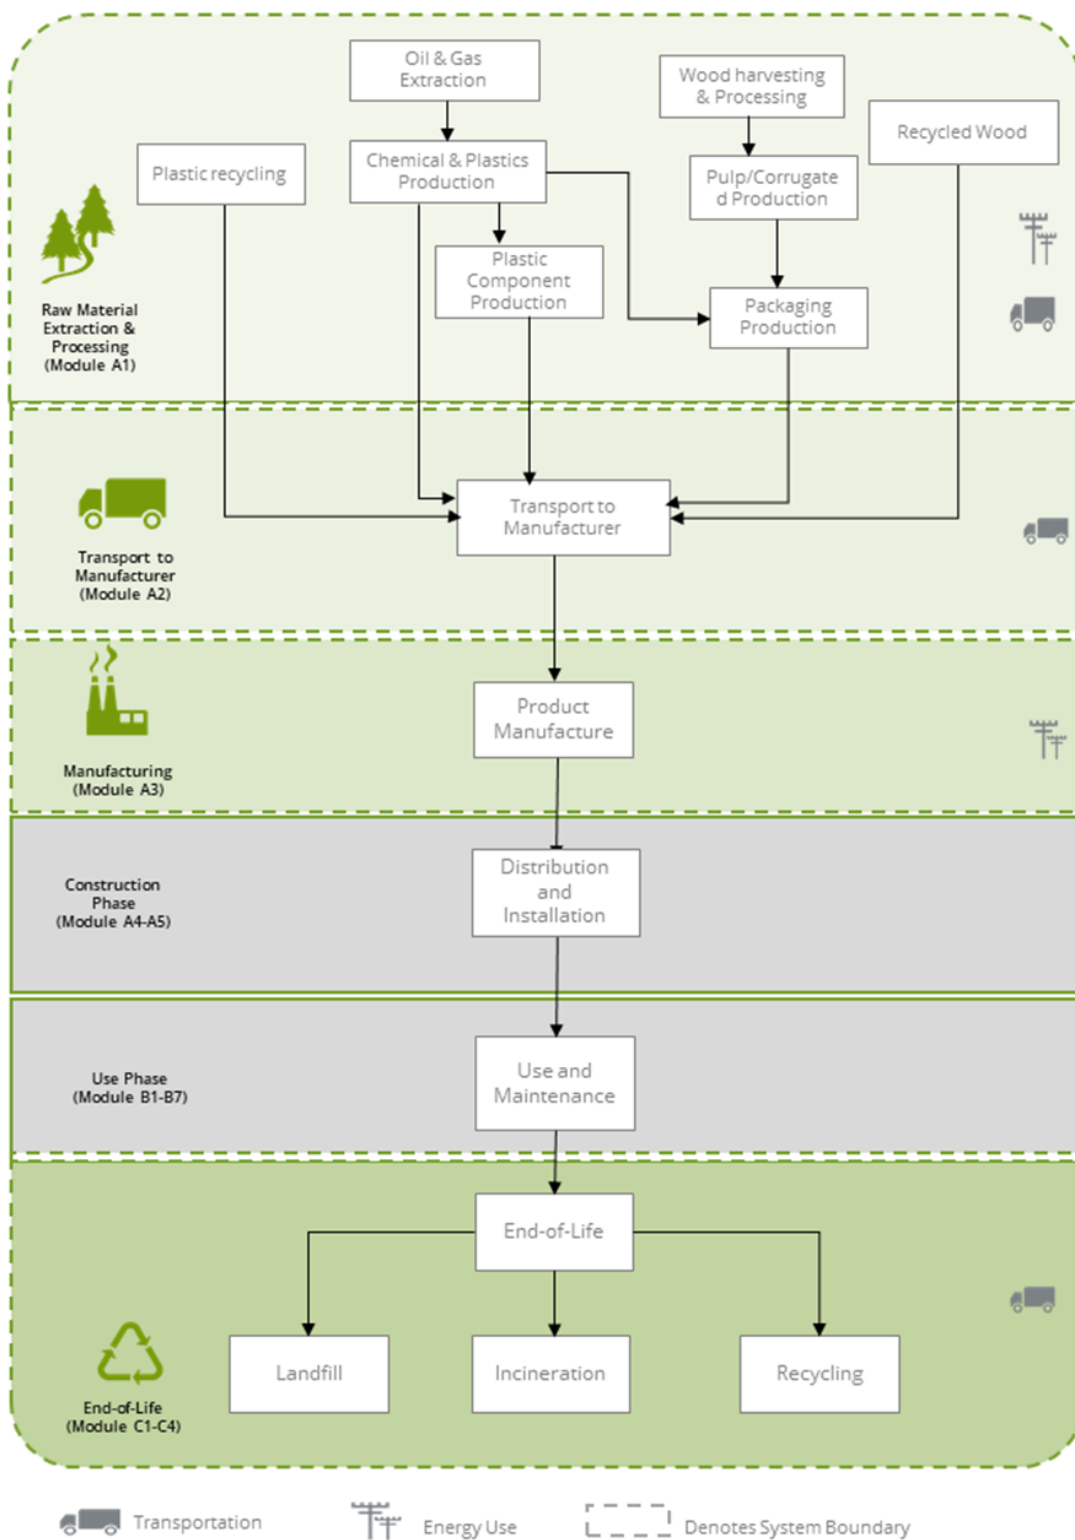 Oil & Gas
Extraction
Wood harvesting
& Processing
Recycled Wood
Plastic recycling
Chemical & Plastics
Production
Pulp/Corrugate
d Production
Plastic
Component
Production
Packaging
Production
Raw Material
Extraction &
Processing
(Module A1)
Transport to
Manufacturer
Transport to
Manufacturer
(Module A2)
Product
Manufacture
Manufacturing
(Module A3)
Distribution
and
Installation
Construction
Phase
(Module A4-A5)
Use and
Maintenance
Use Phase
(Module B1-B7)
End-of-Life
Landfill
Incineration
Recycling
End-of-Life
(Module C1-C4)
Transportation
Energy Use
Denotes System Boundary